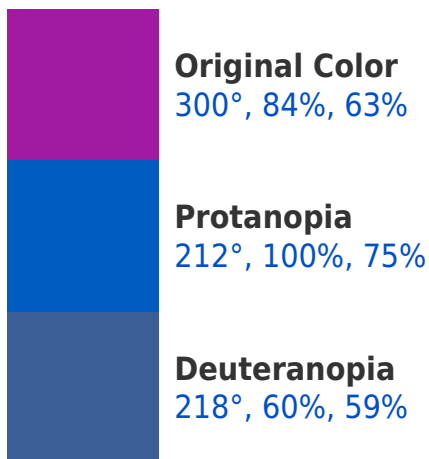 Original Color
300°, 84%, 63%
Protanopia
212°, 100%, 75%
Deuteranopia
218°, 60%, 59%